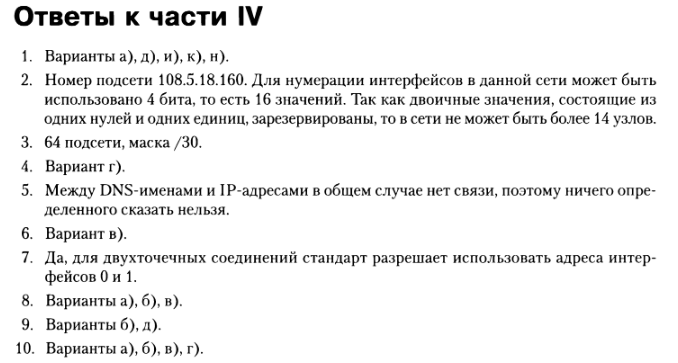 Ответы к части IV
1. Варианты а), д), и), к), н).
2. Номер подсети 108.5.18.160. Для нумерации интерфейсов в данной сети может быть
использовано 4 бита, то есть 16 значений. Так как двоичные значения, состоящие из
одних нулей и одних единиц, зарезервированы, то в сети не может быть более 14 узлов.
3. 64 подсети, маска /30.
4. Вариант г).
5. Между DNS-именами и IP-адресами в общем случае нет связи, поэтому ничего опре-
деленного сказать нельзя.
6. Вариант в).
7. Да, для двухточечных соединений стандарт разрешает использовать адреса интер-
фейсов 0 и 1.
8. Варианты а), б), в).
9. Варианты б), д).
10. Варианты а), б), в), г).